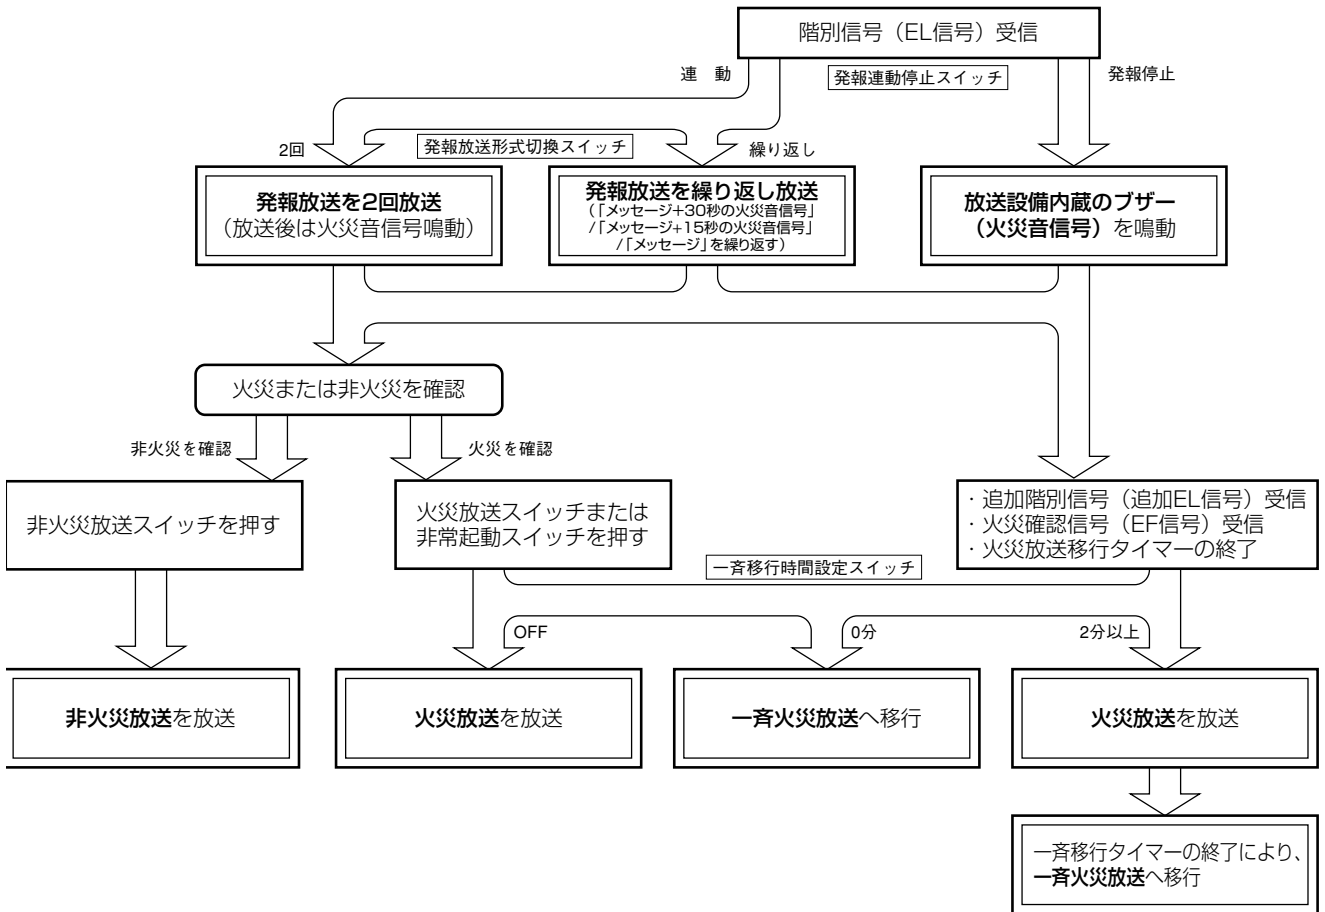 階別信号（EL信号）受信
連　動
発報連動停止スイッチ
発報停止
2回
発報放送形式切換スイッチ
繰り返し
発報放送を2回放送
（放送後は火災音信号鳴動）
発報放送を繰り返し放送
（「メッセージ+30秒の火災音信号」
/「メッセージ+15秒の火災音信号」
/「メッセージ」を繰り返す）
放送設備内蔵のブザー
（火災音信号）を鳴動
火災または非火災を確認
非火災を確認
火災を確認
非火災放送スイッチを押す
火災放送スイッチまたは
非常起動スイッチを押す
・追加階別信号（追加EL信号）受信
・火災確認信号（EF信号）受信
・火災放送移行タイマーの終了
一斉移行時間設定スイッチ
OFF
0分
2分以上
非火災放送を放送
火災放送を放送
一斉火災放送へ移行
火災放送を放送
一斉移行タイマーの終了により、
一斉火災放送へ移行